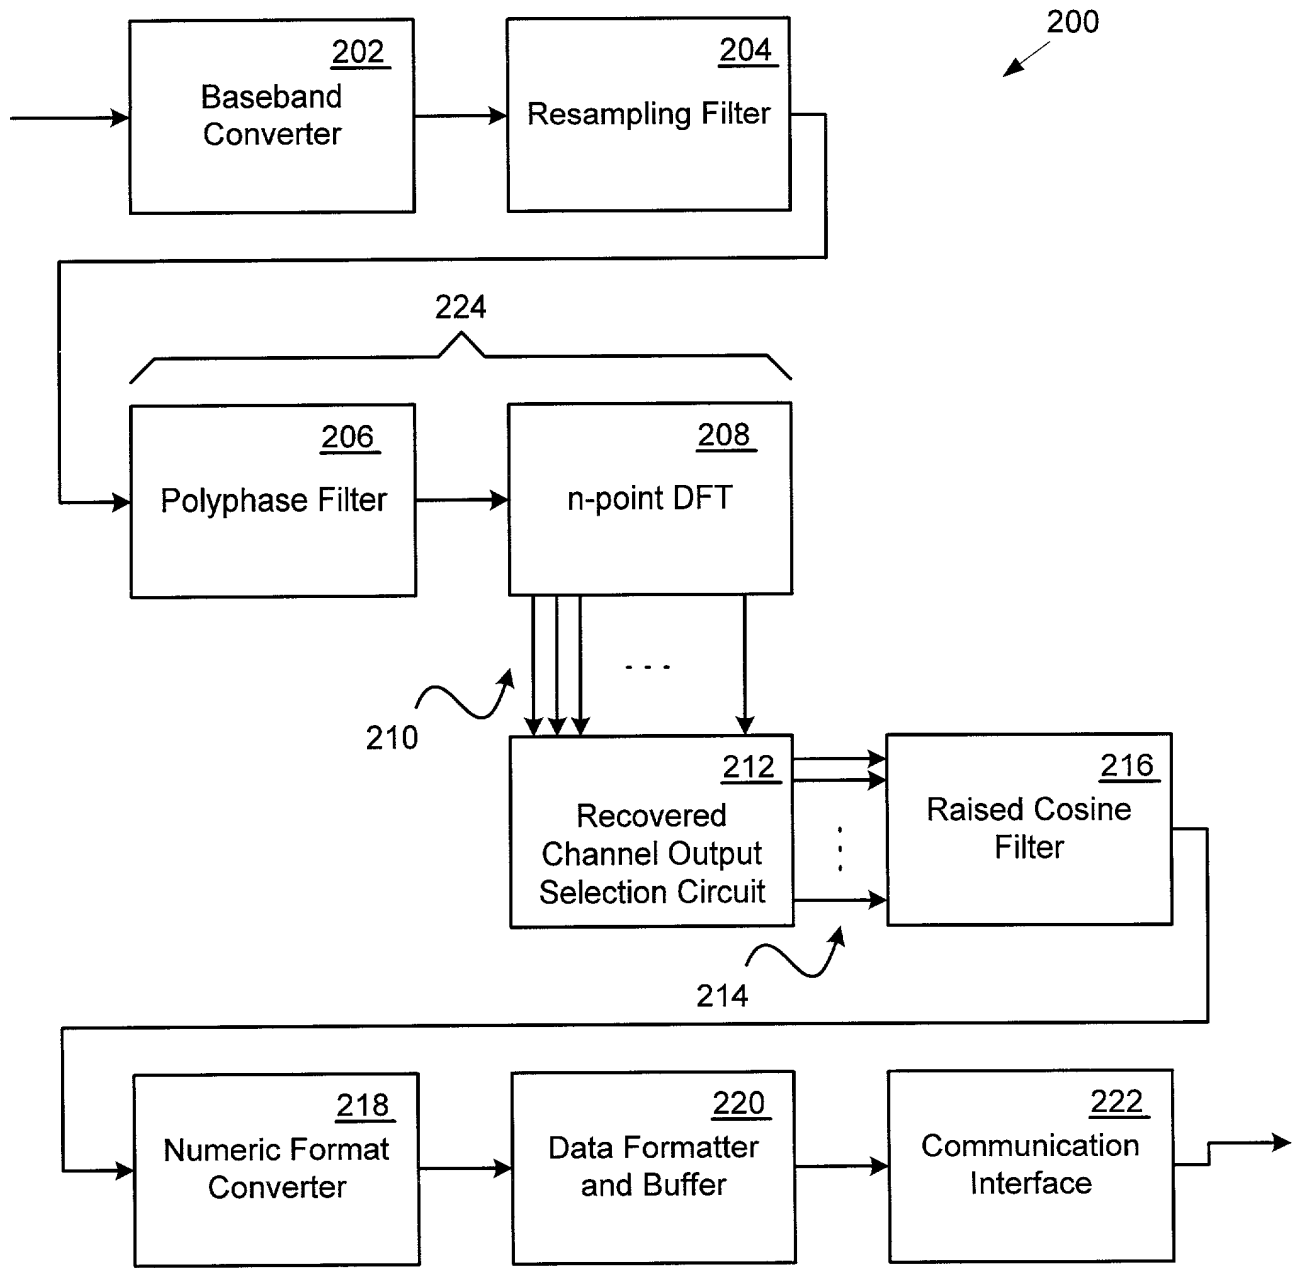 200
202
Baseband
Converter
204
Resampling Filter
224
206
Polyphase Filter
208
n-point DFT
. . .
210
212
Recovered
Channel Output
Selection Circuit
214
216
Raised Cosine
Filter
218
Numeric Format
Converter
220
Data Formatter
and Buffer
222
Communication
Interface